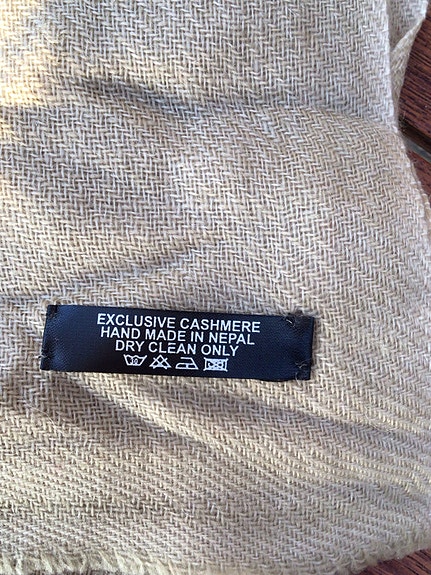 EXCLUSIVE CASHMERE
HAND MADE IN NEPAL
DRY CLEAN ONLY